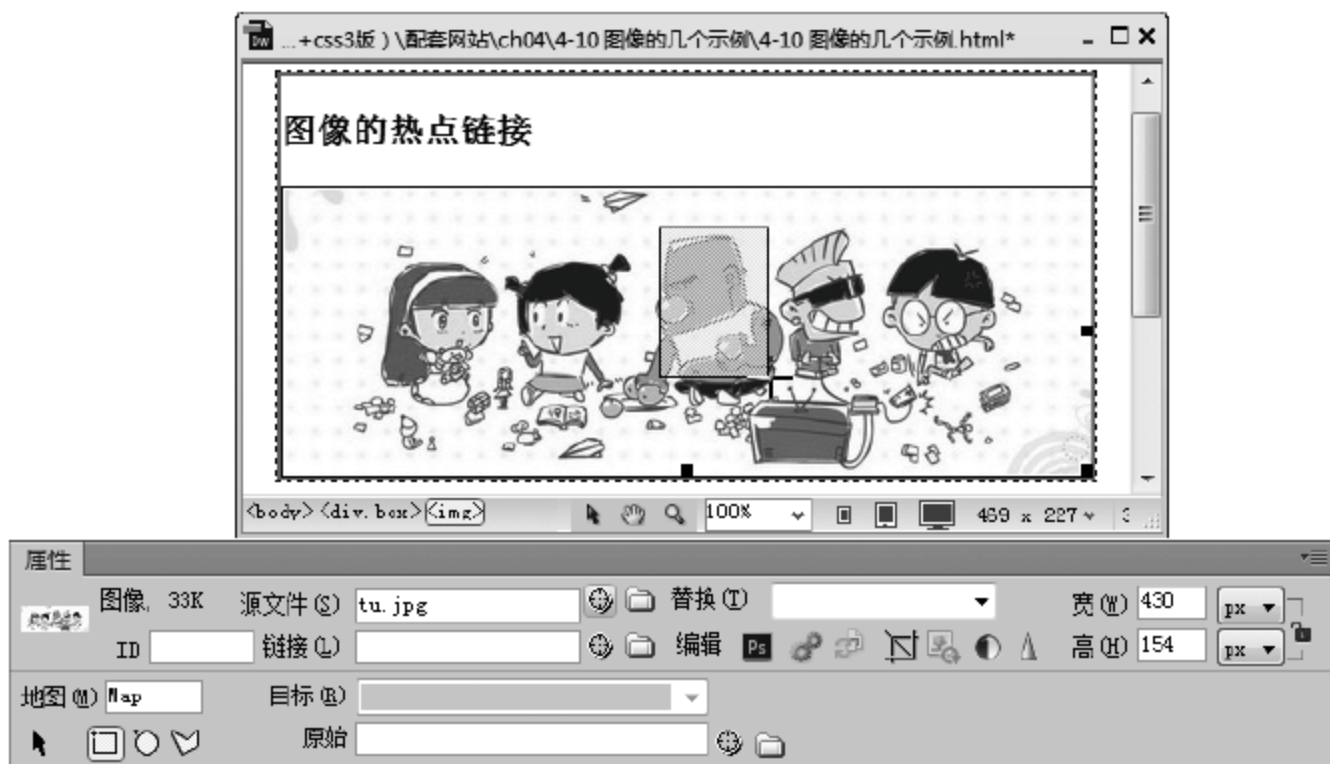 ...+css3版）\配套网站\ch04\4-10 图像的几个示例\4-10 图像的几个示例.html*
图像的热点链接
<body> <div.box> <img> 100% 469 x 227
属性
图像, 33K 源文件(S) tu.jpg 替换(T) 宽(W) 430 px
ID 链接(L) 编辑 Ps 高(H) 154 px
地图(M) Map 目标(R)
原始